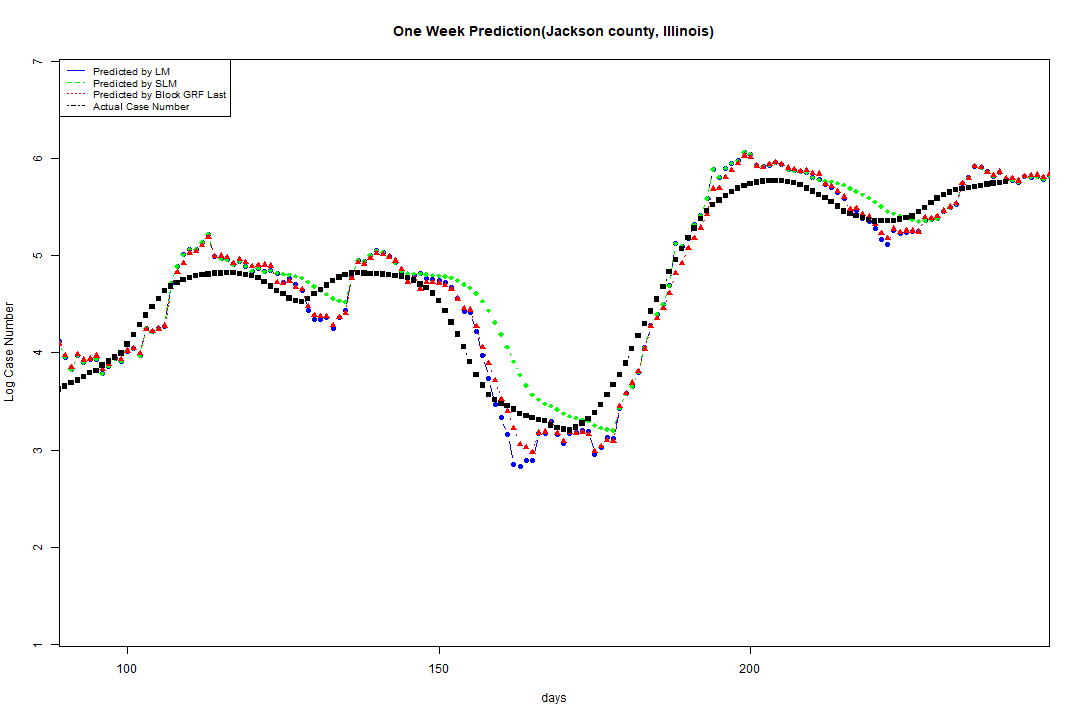 One Week Prediction(Jackson county, Illinois)
Predicted by LM
Predicted by SLM
Predicted by Block GRF Last
Actual Case Number
7
6
5
4
3
2
1
Log Case Number
100 150 200
days